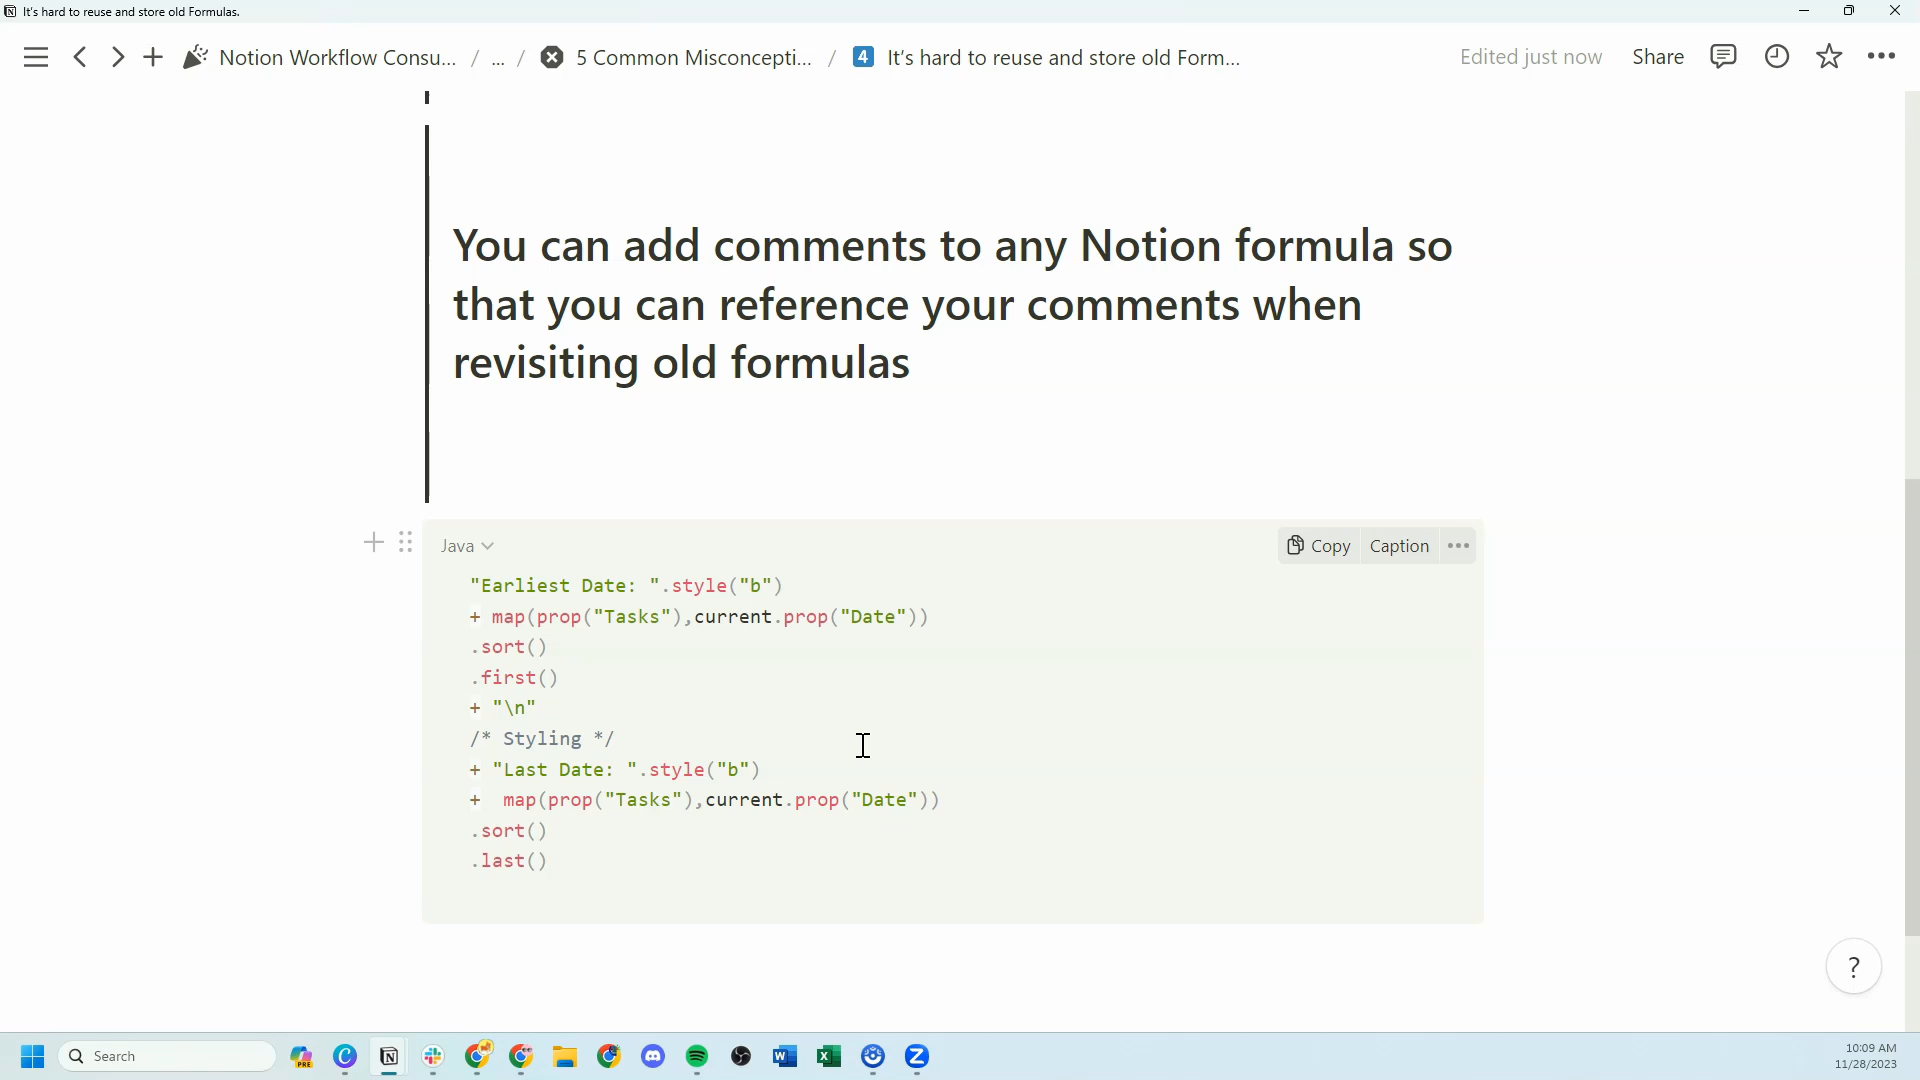 It's hard to reuse and store old Formulas.
Notion Workflow Consu... / ... / 5 Common Misconcepti... / 4 It's hard to reuse and store old Form...
Edited just now Share
You can add comments to any Notion formula so
that you can reference your comments when
revisiting old formulas
Java
Copy Caption
"Earliest Date: ".style("b")
+ map(prop("Tasks"),current.prop("Date"))
.sort()
.first()
+ "\n"
/* Styling */
+ "Last Date: ".style("b")
+  map(prop("Tasks"),current.prop("Date"))
.sort()
.last()
?
Search
PRE
10:09 AM
11/28/2023